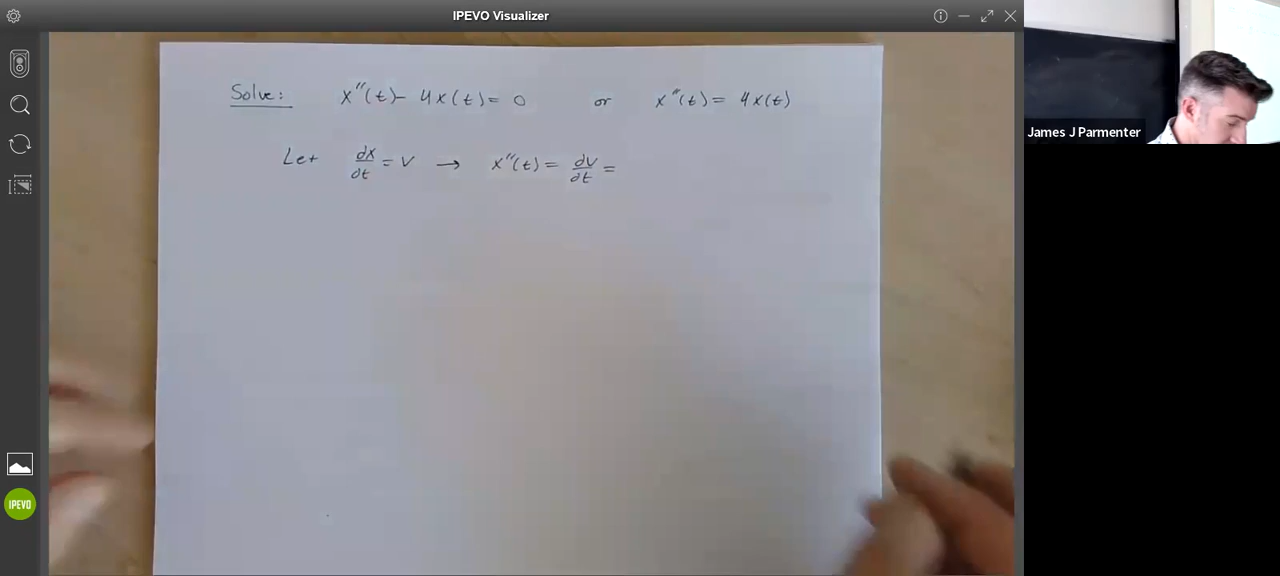 IPEVO Visualizer
Solve: x''(t) - 4x(t) = 0 or x''(t) = 4x(t)
James J Parmenter
Let dx/dt = v → x''(t) = dv/dt =
IPEVO